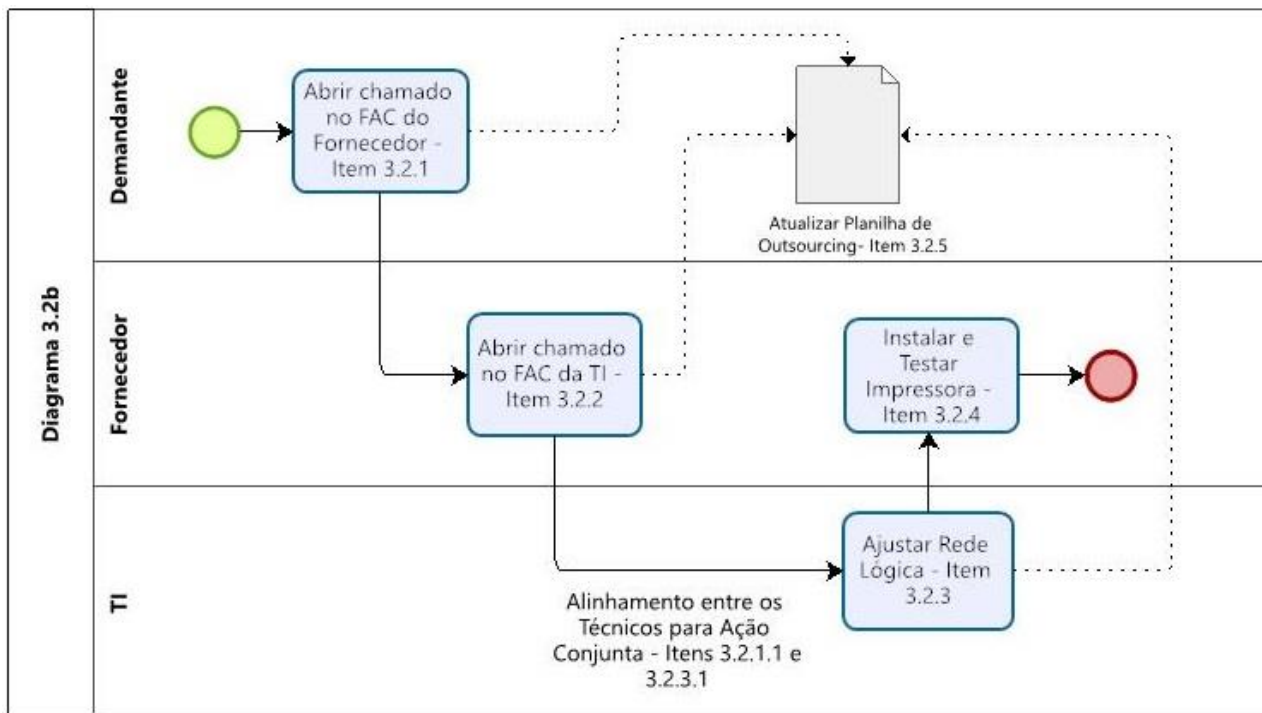 Diagrama 3.2b
Demandante
Abrir chamado
no FAC do
Fornecedor -
Item 3.2.1
Atualizar Planilha de
Outsourcing- Item 3.2.5
Fornecedor
Abrir chamado
no FAC da TI -
Item 3.2.2
Instalar e
Testar
Impressora -
Item 3.2.4
TI
Alinhamento entre os
Técnicos para Ação
Conjunta - Itens 3.2.1.1 e
3.2.3.1
Ajustar Rede
Lógica - Item
3.2.3